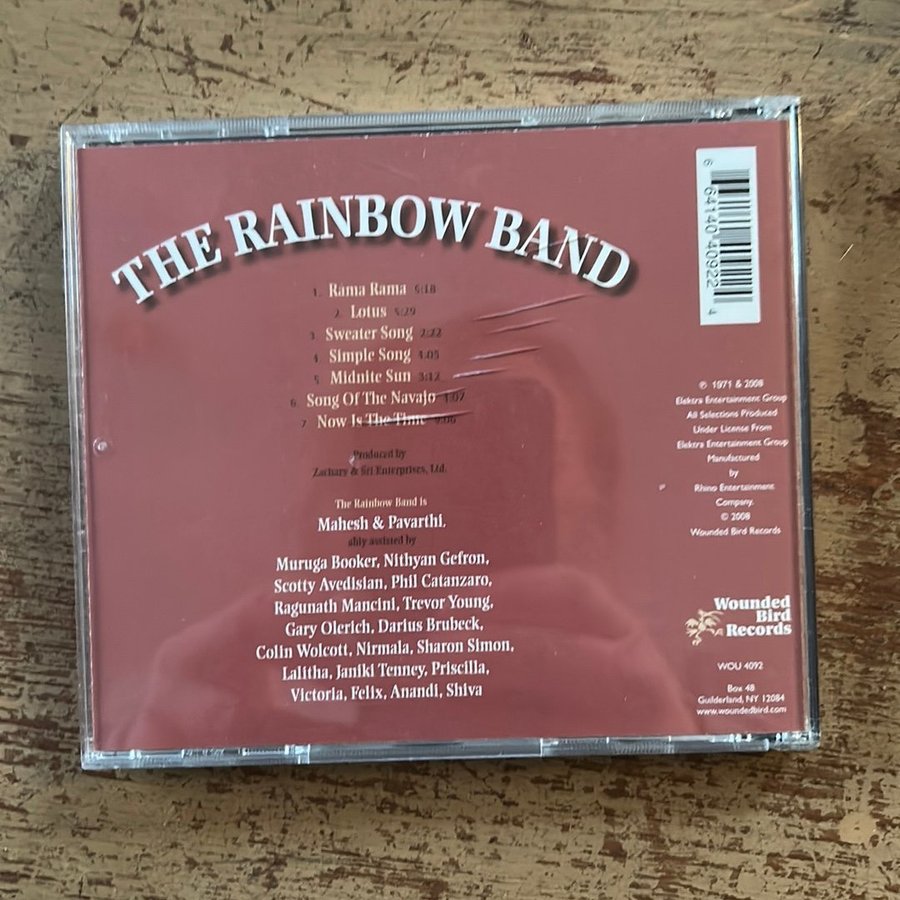 THE RAINBOW BAND
1. Rama Rama 5:18
2. Lotus 5:29
3. Sweater Song 2:22
4. Simple Song 1:05
5. Midnite Sun 3:12
6. Song Of The Navajo 1:07
7. Now Is The Time
Produced by
Zachary & Sri Enterprises, Ltd.
The Rainbow Band is
Mahesh & Pavarthi.
ably assisted by
Muruga Booker, Nithyan Gefron,
Scotty Avedisian, Phil Catanzaro,
Ragunath Mancini, Trevor Young,
Gary Olerich, Darius Brubeck,
Colin Wolcott, Nirmala, Sharon Simon,
Lalitha, Janiki Tenney, Priscilla,
Victoria, Felix, Anandi, Shiva
6 64140 40922 4
℗ 1971 & 2008
Elektra Entertainment Group
All Selections Produced
Under License From
Elektra Entertainment Group
Manufactured
by
Rhino Entertainment
Company.
© 2008
Wounded Bird Records
Wounded
Bird
Records
WOU 4092
Box 48
Guilderland, NY 12084
www.woundedbird.com